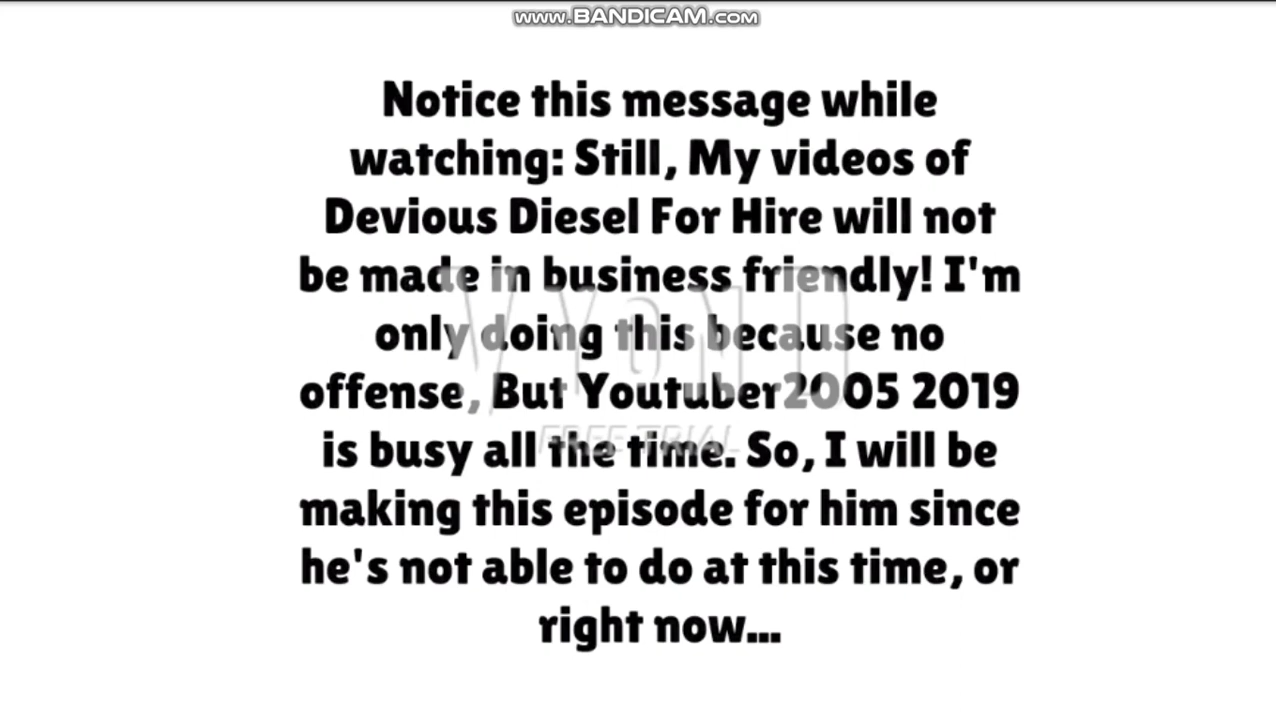 www.BANDICAM.com
Notice this message while
watching: Still, My videos of
Devious Diesel For Hire will not
be made in business friendly! I'm
only doing this because no
offense, But Youtuber2005 2019
is busy all the time. So, I will be
making this episode for him since
he's not able to do at this time, or
right now...
VYOND
FREE TRIAL